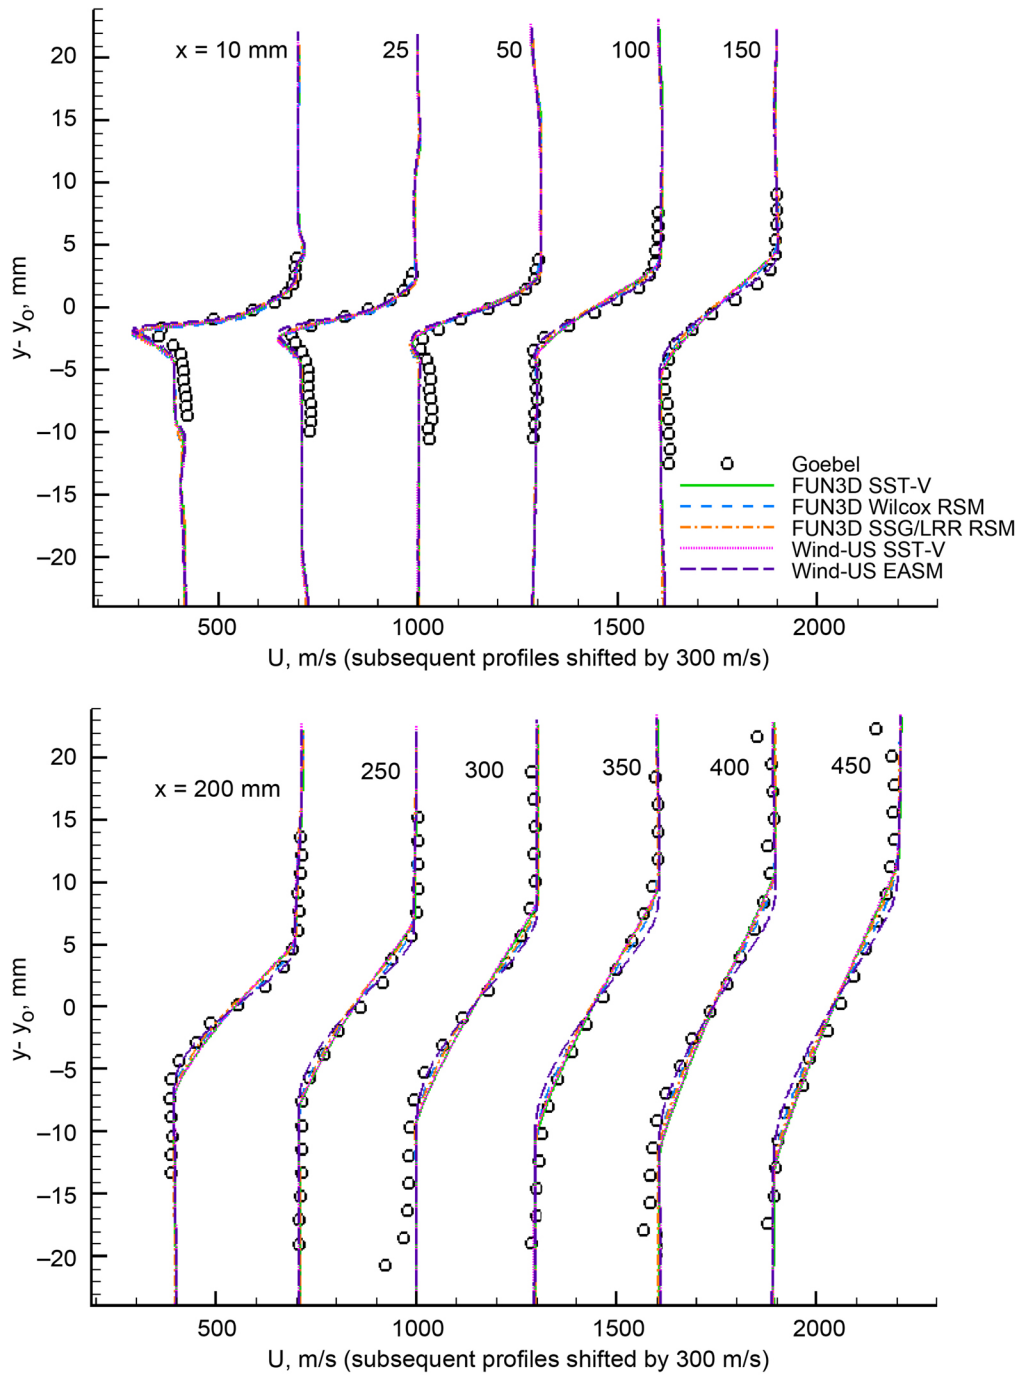 x = 10 mm 25 50 100 150
20
15
10
5
0
–5
–10
–15
–20
y- yo, mm
Goebel
FUN3D SST-V
FUN3D Wilcox RSM
FUN3D SSG/LRR RSM
Wind-US SST-V
Wind-US EASM
500 1000 1500 2000
U, m/s (subsequent profiles shifted by 300 m/s)
x = 200 mm 250 300 350 400 450
20
15
10
5
0
–5
–10
–15
–20
y- yo, mm
500 1000 1500 2000
U, m/s (subsequent profiles shifted by 300 m/s)